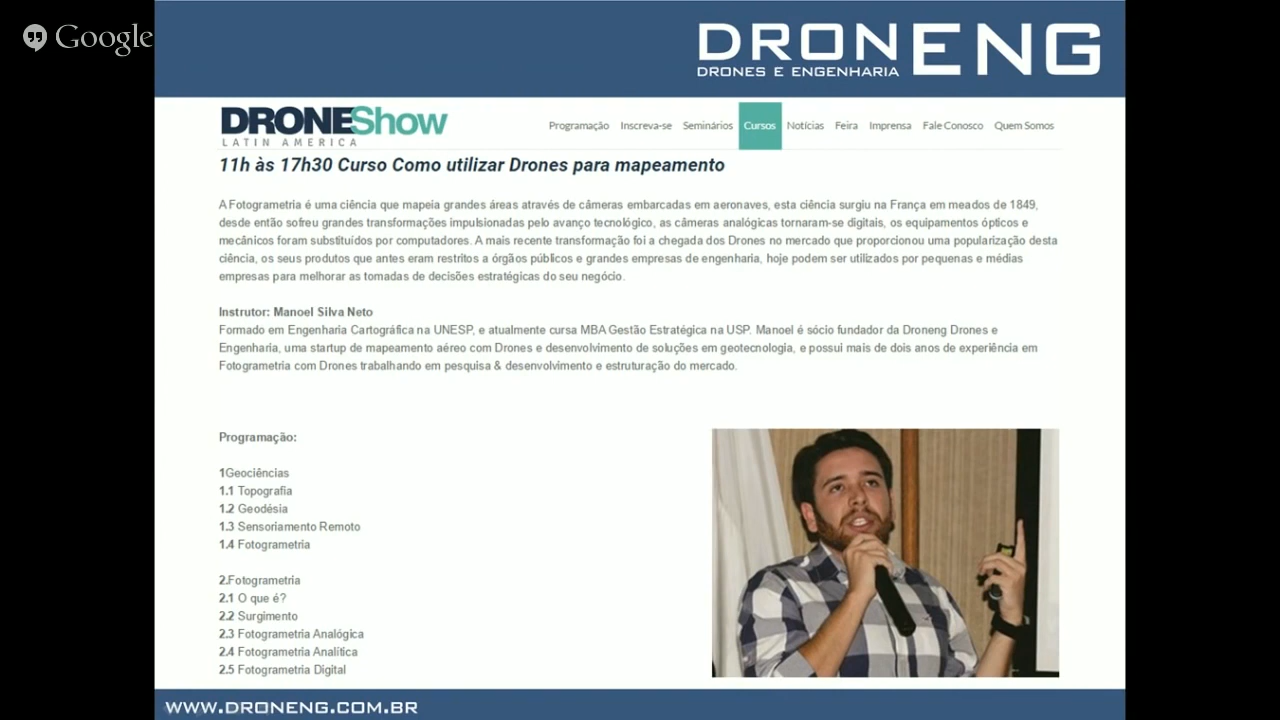 Google
DRONENG
DRONES E ENGENHARIA
DRONEShow
LATIN AMERICA
Programação Inscreva-se Seminários Cursos Notícias Feira Imprensa Fale Conosco Quem Somos
11h às 17h30 Curso Como utilizar Drones para mapeamento
A Fotogrametria é uma ciência que mapeia grandes áreas através de câmeras embarcadas em aeronaves, esta ciência surgiu na França em meados de 1849,
desde então sofreu grandes transformações impulsionadas pelo avanço tecnológico, as câmeras analógicas tornaram-se digitais, os equipamentos ópticos e
mecânicos foram substituídos por computadores. A mais recente transformação foi a chegada dos Drones no mercado que proporcionou uma popularização desta
ciência, os seus produtos que antes eram restritos a órgãos públicos e grandes empresas de engenharia, hoje podem ser utilizados por pequenas e médias
empresas para melhorar as tomadas de decisões estratégicas do seu negócio.
Instrutor: Manoel Silva Neto
Formado em Engenharia Cartográfica na UNESP, e atualmente cursa MBA Gestão Estratégica na USP. Manoel é sócio fundador da Droneng Drones e
Engenharia, uma startup de mapeamento aéreo com Drones e desenvolvimento de soluções em geotecnologia, e possui mais de dois anos de experiência em
Fotogrametria com Drones trabalhando em pesquisa & desenvolvimento e estruturação do mercado.
Programação:
1Geociências
1.1 Topografia
1.2 Geodésia
1.3 Sensoriamento Remoto
1.4 Fotogrametria
2.Fotogrametria
2.1 O que é?
2.2 Surgimento
2.3 Fotogrametria Analógica
2.4 Fotogrametria Analítica
2.5 Fotogrametria Digital
WWW.DRONENG.COM.BR